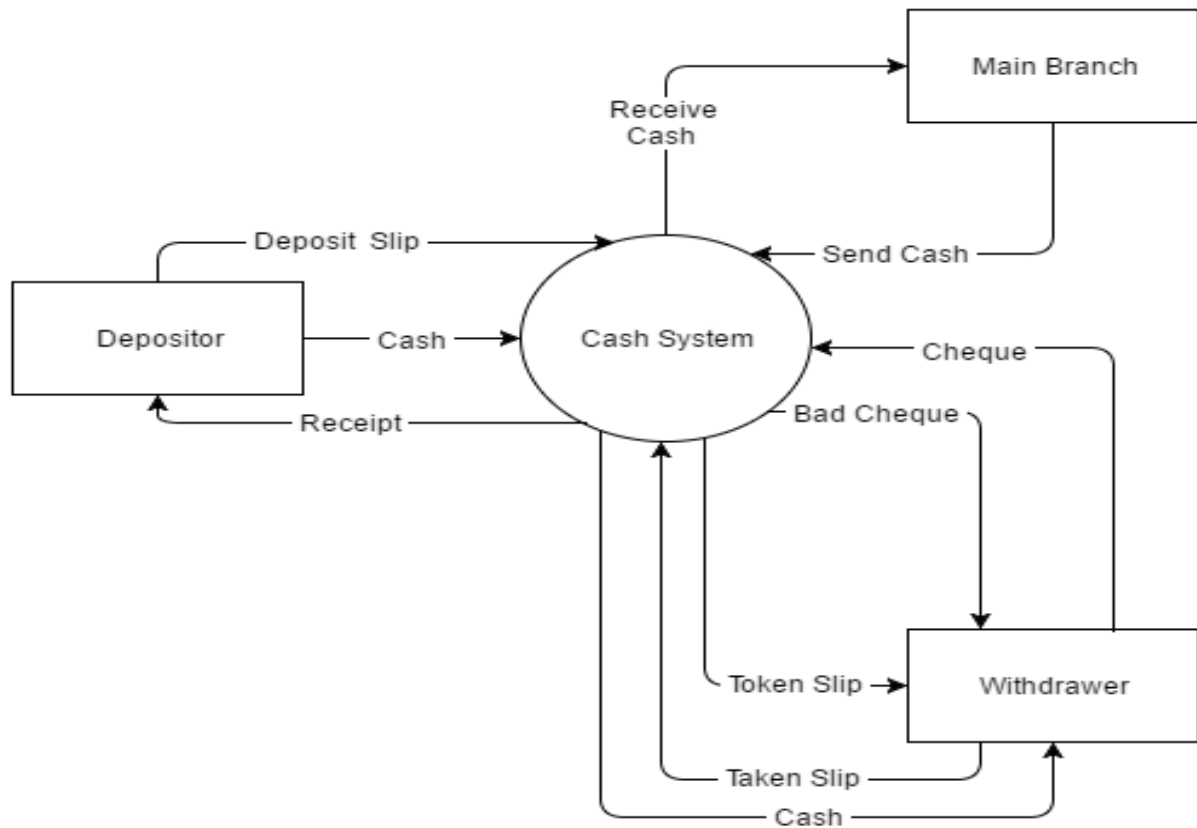 Main Branch
Receive
Cash
Deposit Slip
Send Cash
Depositor
Cash
Cash System
Cheque
Receipt
Bad Cheque
Token Slip
Withdrawer
Taken Slip
Cash